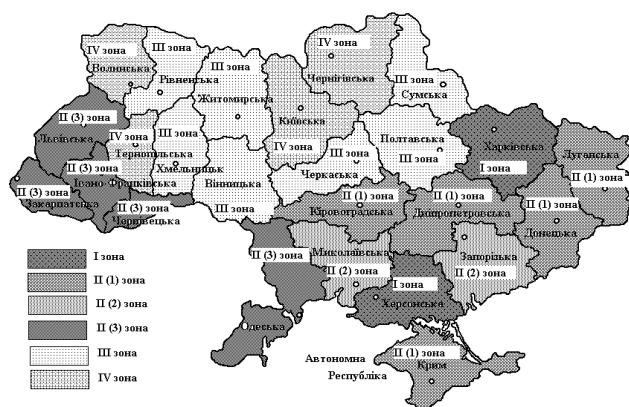 IV зона
Волинська
III зона
Рівненська
III зона
Житомирська
IV зона
Чернігівська
III зона
Сумська
II (3) зона
Львівська
IV зона
Тернопільська
III зона
Хмельниць
Київська
IV зона
III зона
Черкаська
Полтавська
III зона
Харківська
I зона
Луганська
II (1) зона
II (3) зона
Івано Франківська
II (3) зона
Закарпатська
II (3) зона
Чернівецька
Вінницька
III зона
II (1) зона
Кіровоградська
II (1) зона
Дніпропетровська
II (1) зона
Донецька
II (3) зона
Одеська
Миколаївська
II (2) зона
Запорізька
II (2) зона
I зона
Херсонська
II (1) зона
Автономна
Республіка
Крим
I зона
II (1) зона
II (2) зона
II (3) зона
III зона
IV зона